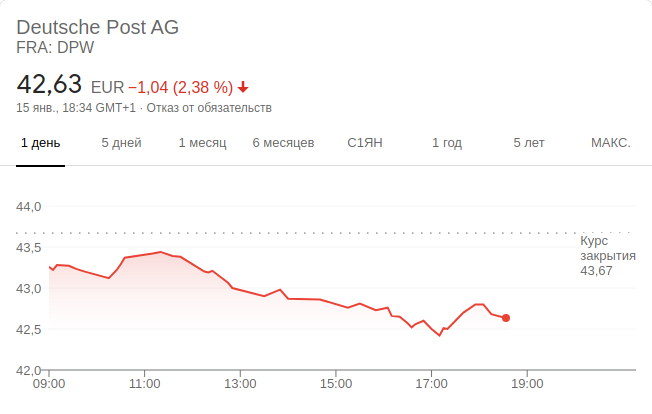 Deutsche Post AG
FRA: DPW
42,63 EUR −1,04 (2,38 %)
15 янв., 18:34 GMT+1 · Отказ от обязательств
1 день 5 дней 1 месяц 6 месяцев С1ЯН 1 год 5 лет МАКС.
44,0
43,5
43,0
42,5
42,0
Курс
закрытия
43,67
09:00 11:00 13:00 15:00 17:00 19:00